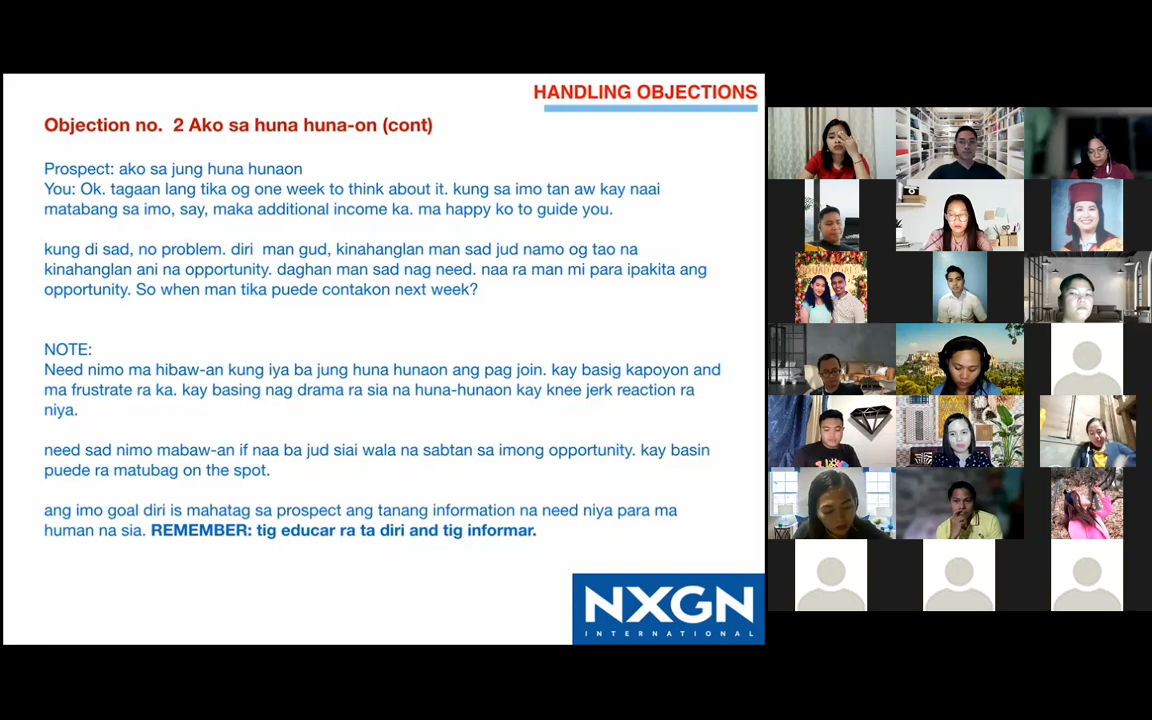 HANDLING OBJECTIONS
Objection no. 2 Ako sa huna huna-on (cont)
Prospect: ako sa jung huna hunaon
You: Ok. tagaan lang tika og one week to think about it. kung sa imo tan aw kay naai
matabang sa imo, say, maka additional income ka. ma happy ko to guide you.
kung di sad, no problem. diri man gud, kinahanglan man sad jud namo og tao na
kinahanglan ani na opportunity. daghan man sad nag need. naa ra man mi para ipakita ang
opportunity. So when man tika puede contakon next week?
NOTE:
Need nimo ma hibaw-an kung iya ba jung huna hunaon ang pag join. kay basig kapoyon and
ma frustrate ra ka. kay basing nag drama ra sia na huna-hunaon kay knee jerk reaction ra
niya.
need sad nimo mabaw-an if naa ba jud siai wala na sabtan sa imong opportunity. kay basin
puede ra matubag on the spot.
ang imo goal diri is mahatag sa prospect ang tanang information na need niya para ma
human na sia. REMEMBER: tig educar ra ta diri and tig informar.
NXGN
INTERNATIONAL